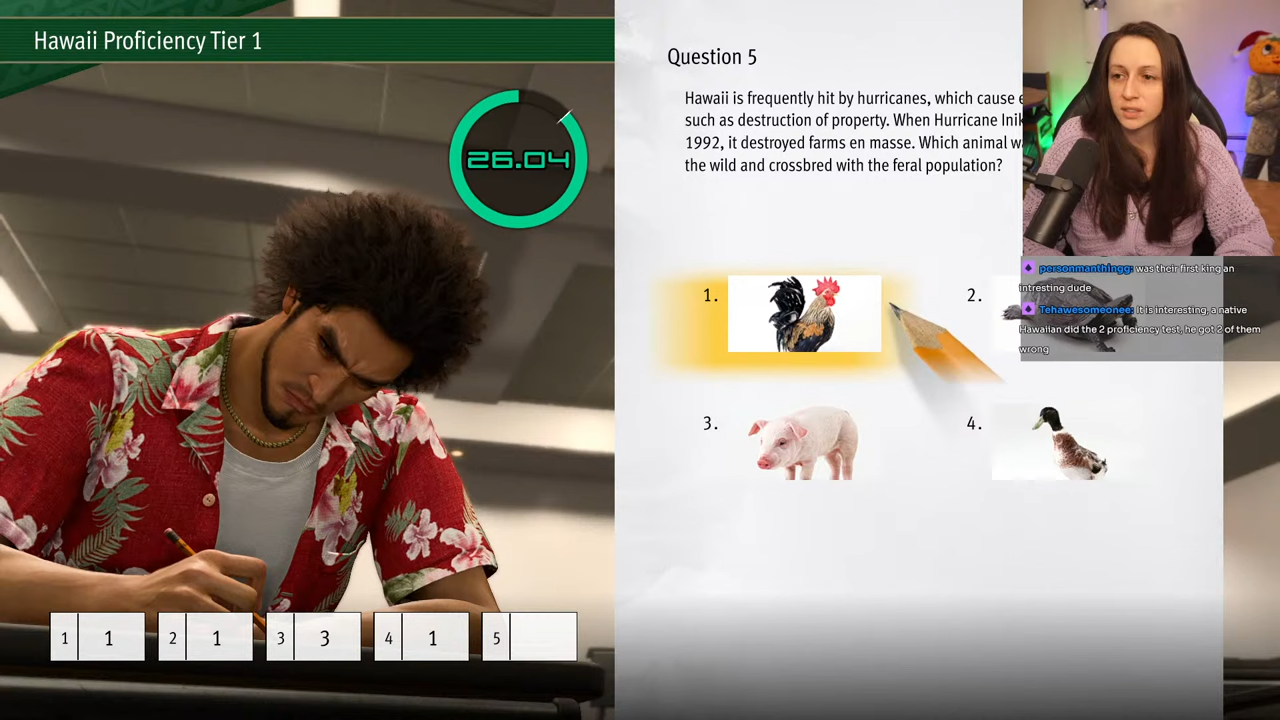 Hawaii Proficiency Tier 1
26.04
Question 5
Hawaii is frequently hit by hurricanes, which cause
such as destruction of property. When Hurricane Inik
1992, it destroyed farms en masse. Which animal w
the wild and crossbred with the feral population?
1.
2.
3.
4.
personmanthingg: was their first king an
intresting dude
Tehawesomeonee: It is interesting, a native
Hawaiian did the 2 proficiency test, he got 2 of them
wrong
1 1 2 1 3 3 4 1 5